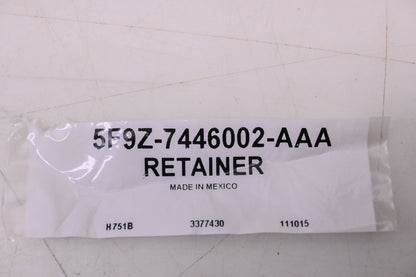 5F9Z-7446002-AAA
RETAINER
MADE IN MEXICO
H751B 3377430 111015